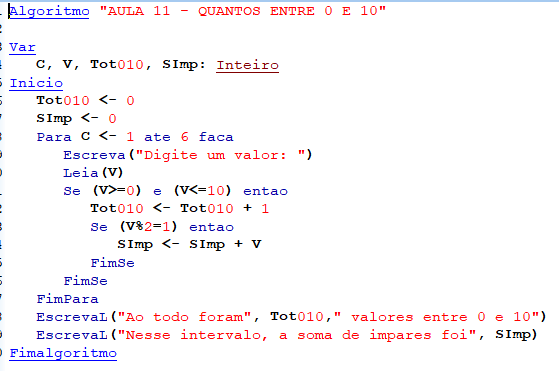 Algoritmo "AULA 11 - QUANTOS ENTRE 0 E 10"
Var
C, V, Tot010, SImp: Inteiro
Inicio
Tot010 <- 0
SImp <- 0
Para C <- 1 ate 6 faca
Escreva("Digite um valor: ")
Leia(V)
Se (V>=0) e (V<=10) entao
Tot010 <- Tot010 + 1
Se (V%2=1) entao
SImp <- SImp + V
FimSe
FimSe
FimPara
EscrevaL("Ao todo foram", Tot010," valores entre 0 e 10")
EscrevaL("Nesse intervalo, a soma de impares foi", SImp)
Fimalgoritmo